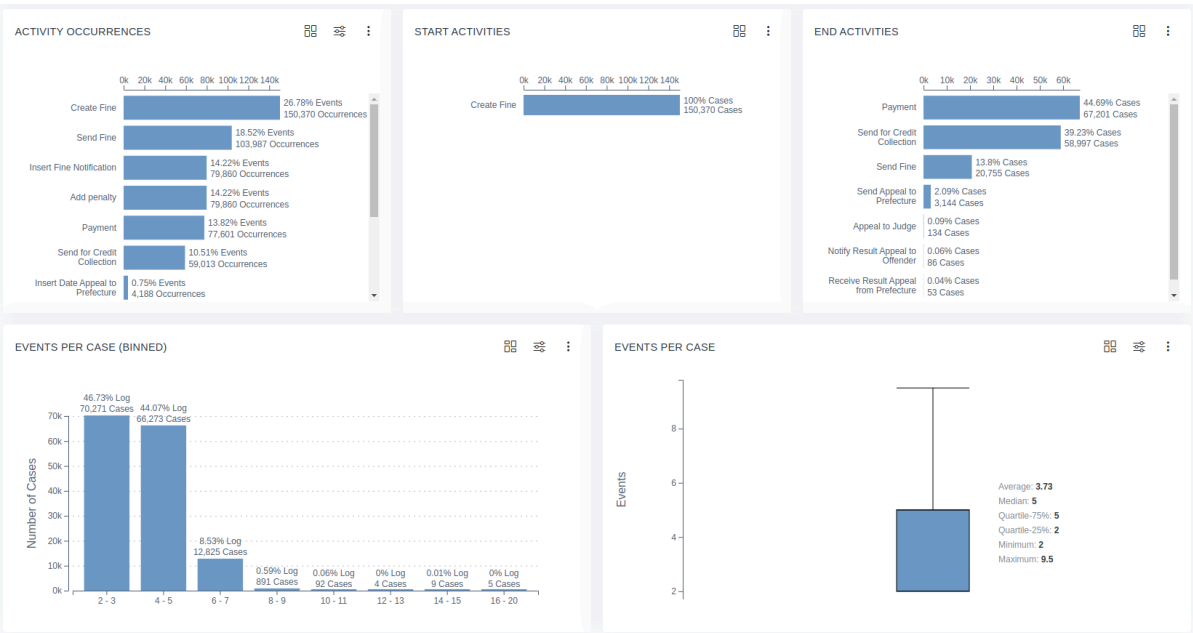 ACTIVITY OCCURRENCES
0k 20k 40k 60k 80k 100k 120k 140k
Create Fine
26.78% Events
150,370 Occurrences
Send Fine
18.52% Events
103,987 Occurrences
Insert Fine Notification
14.22% Events
79,860 Occurrences
Add penalty
14.22% Events
79,860 Occurrences
Payment
13.82% Events
77,601 Occurrences
Send for Credit
Collection
10.51% Events
59,013 Occurrences
Insert Date Appeal to
Prefecture
0.75% Events
4,188 Occurrences
START ACTIVITIES
0k 20k 40k 60k 80k 100k 120k 140k
Create Fine
100% Cases
150,370 Cases
END ACTIVITIES
0k 10k 20k 30k 40k 50k 60k
Payment
44.69% Cases
67,201 Cases
Send for Credit
Collection
39.23% Cases
58,997 Cases
Send Fine
13.8% Cases
20,755 Cases
Send Appeal to
Prefecture
2.09% Cases
3,144 Cases
Appeal to Judge
0.09% Cases
134 Cases
Notify Result Appeal to
Offender
0.06% Cases
86 Cases
Receive Result Appeal
from Prefecture
0.04% Cases
53 Cases
EVENTS PER CASE (BINNED)
Number of Cases
70k
60k
50k
40k
30k
20k
10k
0k
46.73% Log
70,271 Cases
44.07% Log
66,273 Cases
8.53% Log
12,825 Cases
0.59% Log
891 Cases
0.06% Log
92 Cases
0% Log
4 Cases
0.01% Log
9 Cases
0% Log
5 Cases
2 - 3 4 - 5 6 - 7 8 - 9 10 - 11 12 - 13 14 - 15 16 - 20
EVENTS PER CASE
Events
8
6
4
2
Average: 3.73
Median: 5
Quartile-75%: 5
Quartile-25%: 2
Minimum: 2
Maximum: 9.5